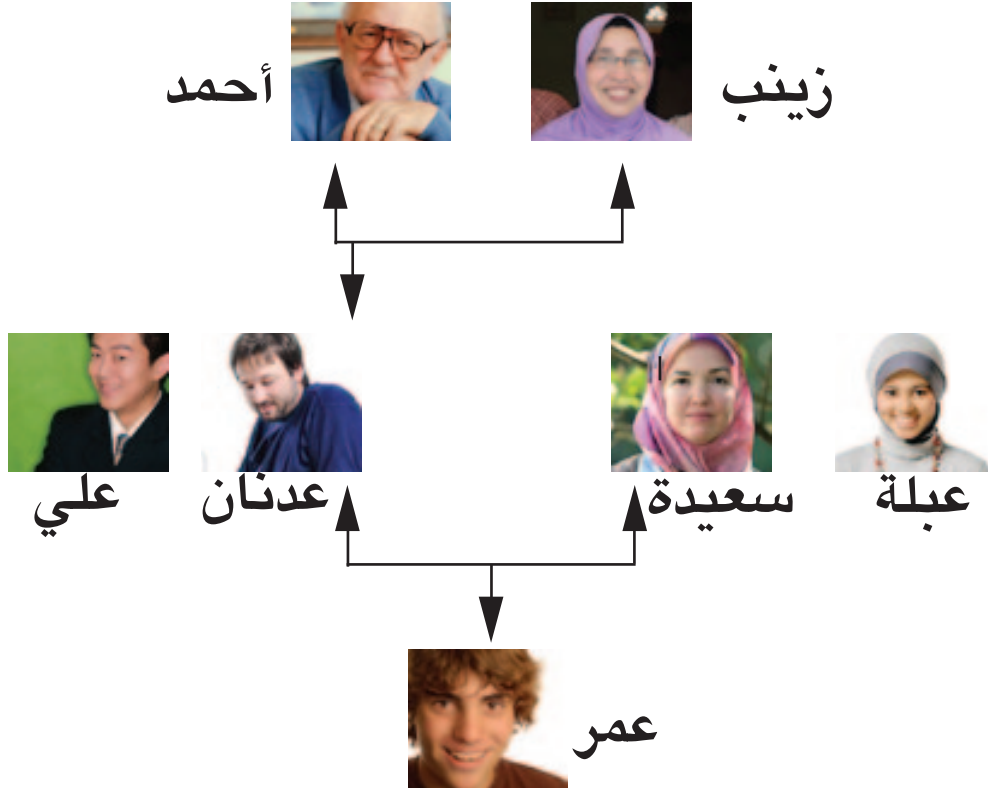 زينب
أحمد
عبلة
سعيدة
عدنان
علي
عمر